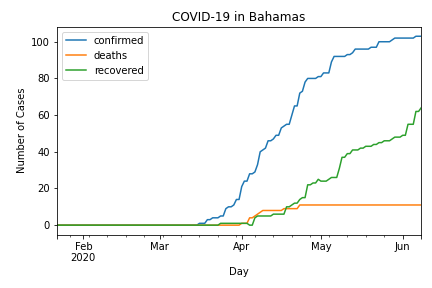 COVID-19 in Bahamas
confirmed
deaths
recovered
Number of Cases
100
80
60
40
20
0
Feb Mar Apr May Jun
2020
Day